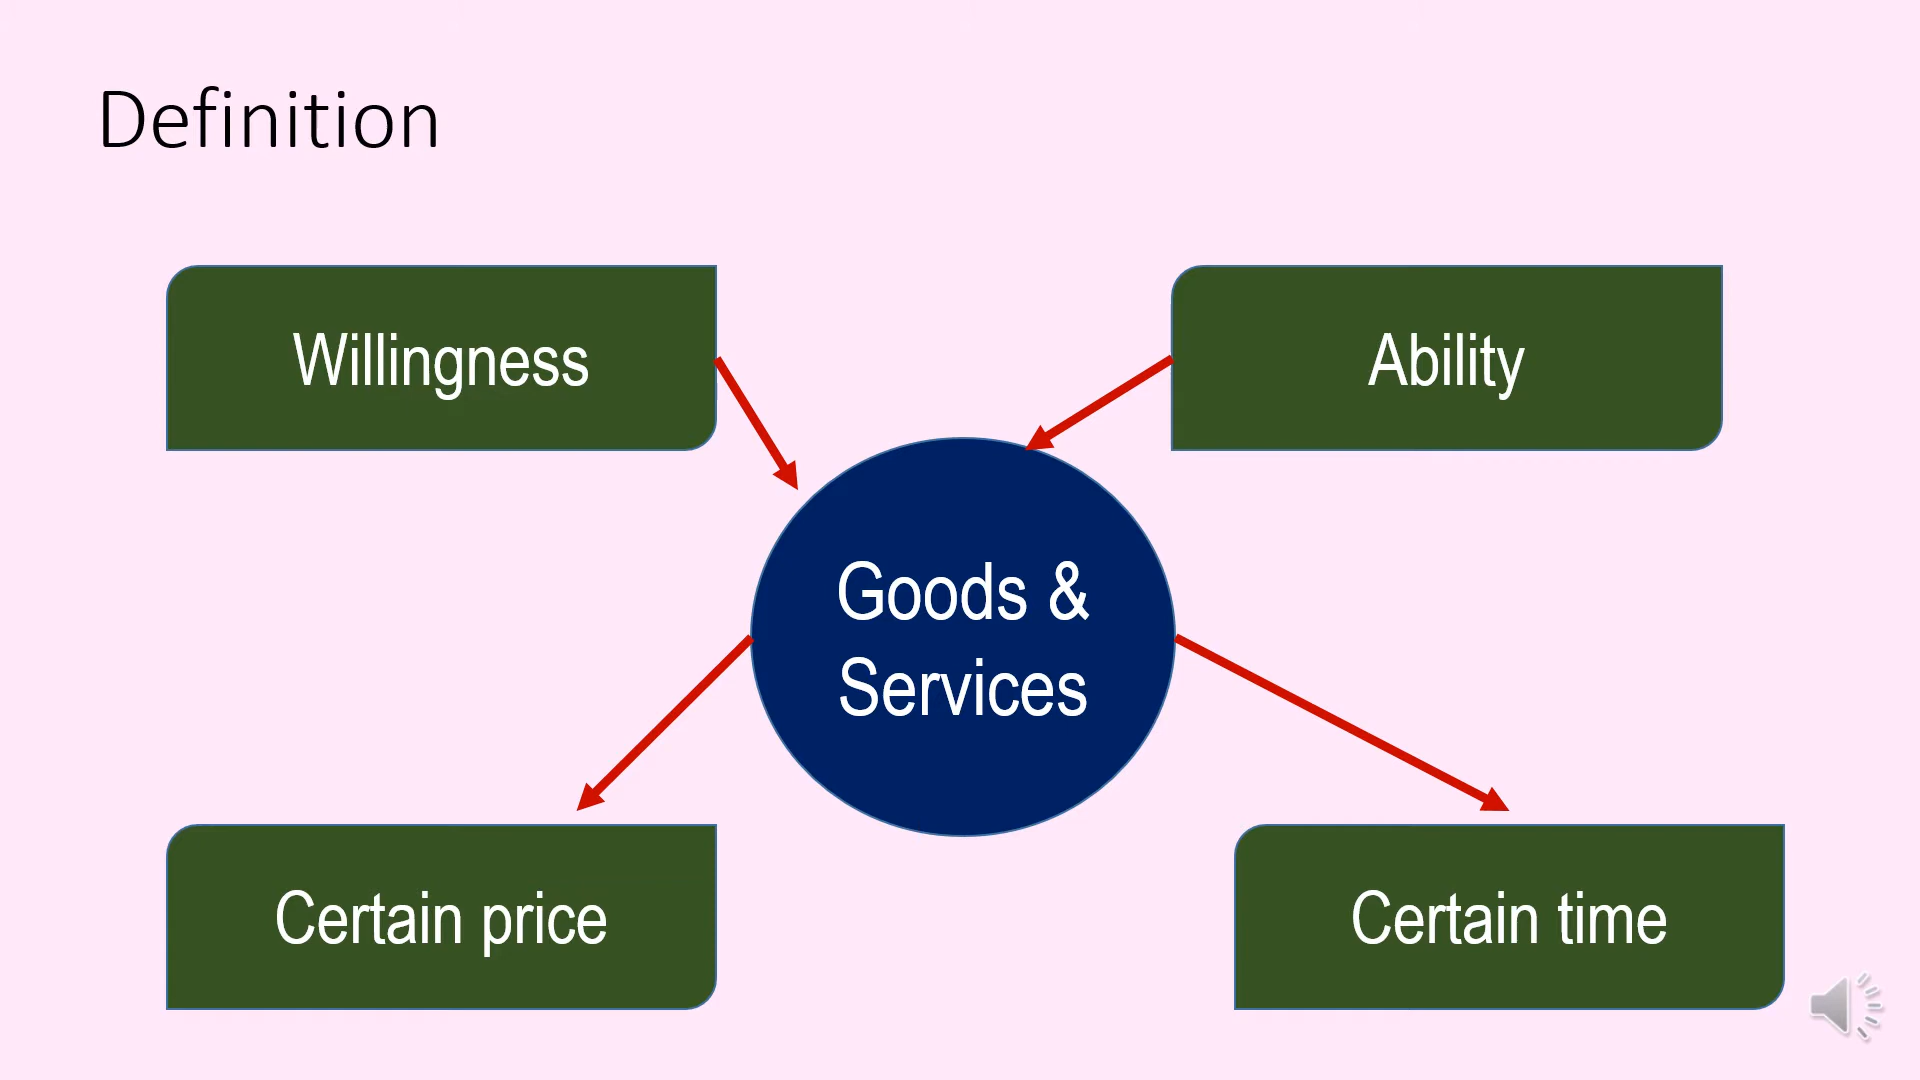 Definition
Willingness
Ability
Goods &
Services
Certain price
Certain time